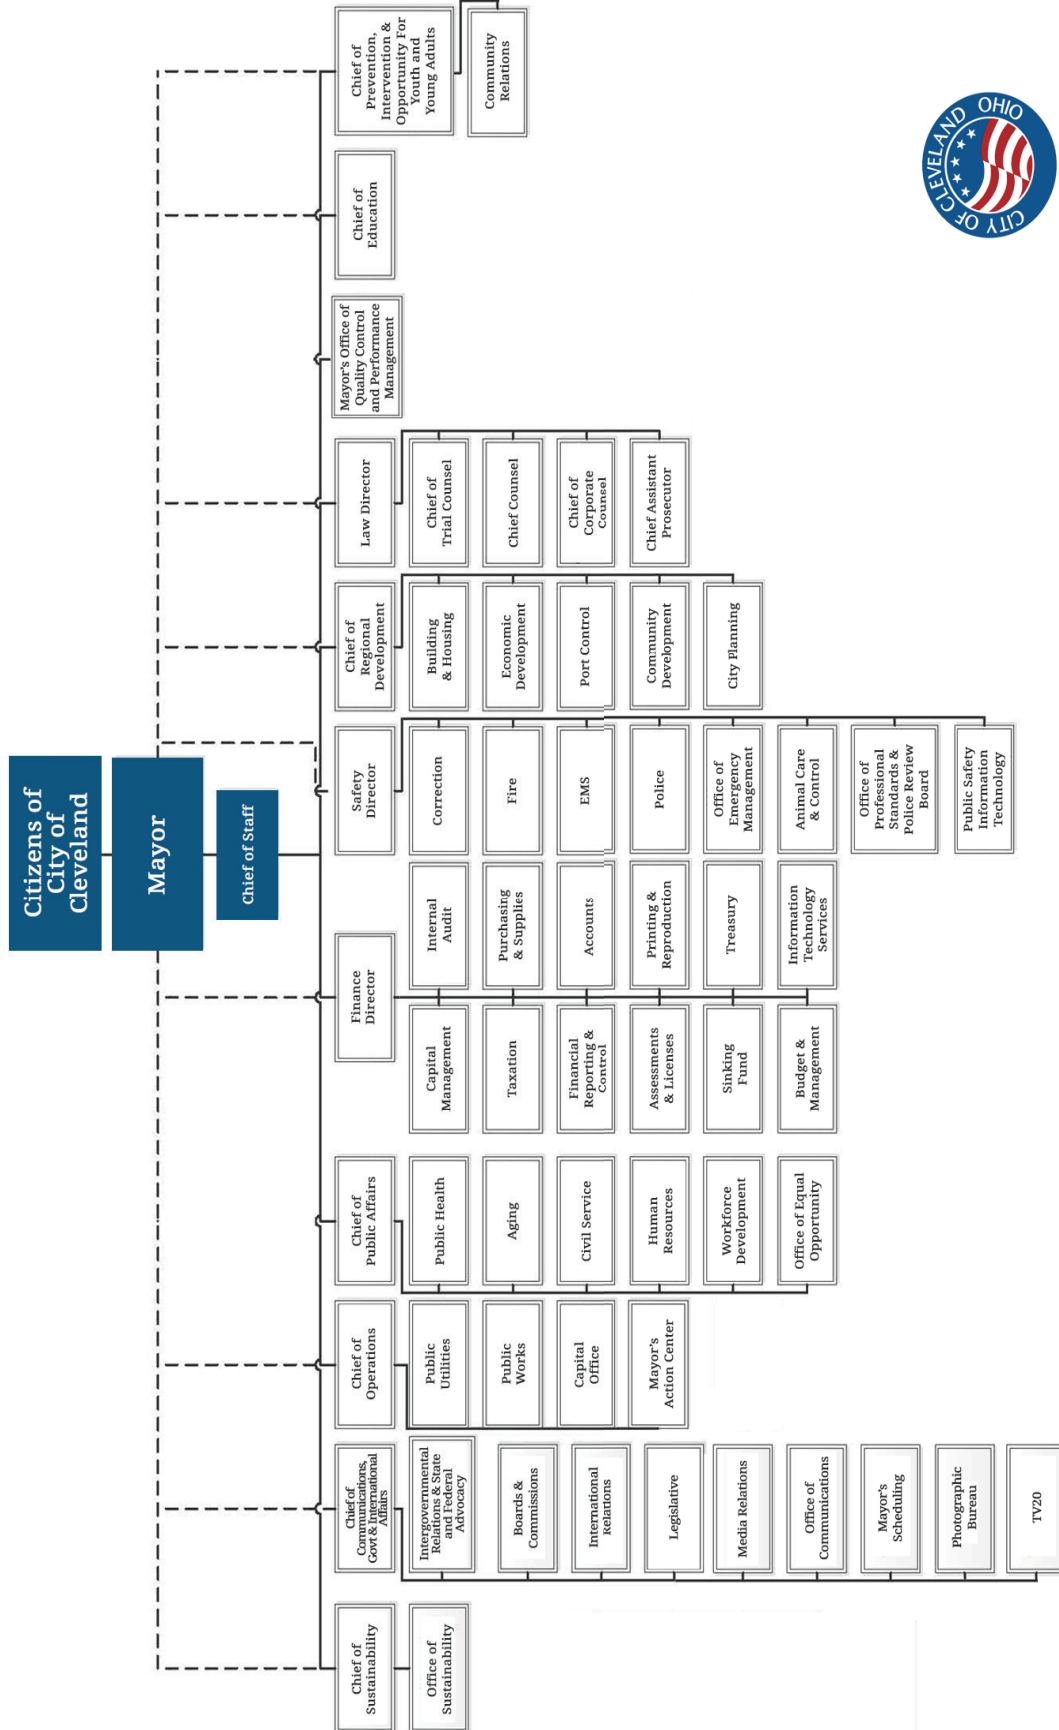 Citizens of
City of
Cleveland
Mayor
Chief of Staff
Chief of
Sustainability
Office of
Sustainability
Chief of
Communications,
Govt & International
Affairs
Intergovernmental
Relations & State
and Federal
Advocacy
Boards &
Commissions
International
Relations
Legislative
Media Relations
Office of
Communications
Mayor's
Scheduling
Photographic
Bureau
TV20
Chief of
Operations
Public
Utilities
Public
Works
Capital
Office
Mayor's
Action Center
Chief of
Public Affairs
Public Health
Aging
Civil Service
Human
Resources
Workforce
Development
Office of Equal
Opportunity
Finance
Director
Capital
Management
Taxation
Financial
Reporting &
Control
Assessments
& Licenses
Sinking
Fund
Budget &
Management
Internal
Audit
Purchasing
& Supplies
Accounts
Printing &
Reproduction
Treasury
Information
Technology
Services
Safety
Director
Correction
Fire
EMS
Police
Office of
Emergency
Management
Animal Care
& Control
Office of
Professional
Standards &
Police Review
Board
Public Safety
Information
Technology
Chief of
Regional
Development
Building
& Housing
Economic
Development
Port Control
Community
Development
City Planning
Law Director
Chief of
Trial Counsel
Chief Counsel
Chief of
Corporate
Counsel
Chief Assistant
Prosecutor
Mayor's Office of
Quality Control
and Performance
Management
Chief of
Education
Chief of
Prevention,
Intervention &
Opportunity For
Youth and
Young Adults
Community
Relations
CITY OF CLEVELAND OHIO